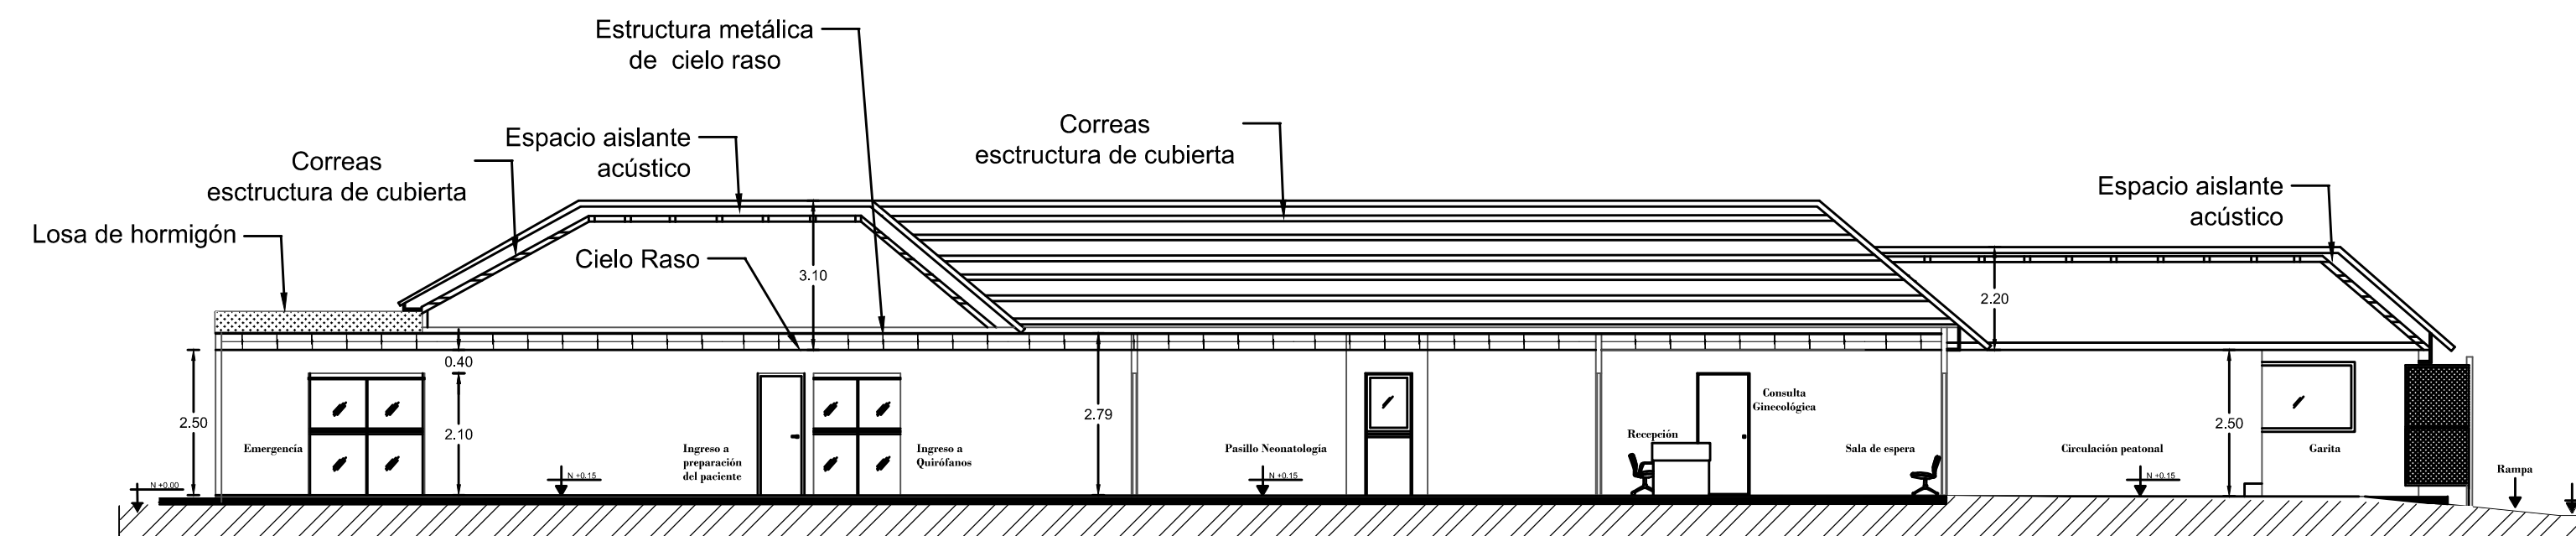 Estructura metálica
de cielo raso
Correas
esctructura de cubierta
Espacio aislante
acústico
Correas
esctructura de cubierta
Espacio aislante
acústico
Losa de hormigón
Cielo Raso
3.10
2.20
0.40
2.50
2.10
2.79
2.50
Consulta
Ginecológica
Emergencía
Ingreso a
preparación
del paciente
Ingreso a
Quirófanos
Pasillo Neonatología
Recepción
Sala de espera
Circulación peatonal
Garita
Rampa
N +0.00
N +0.15
N +0.15
N +0.15